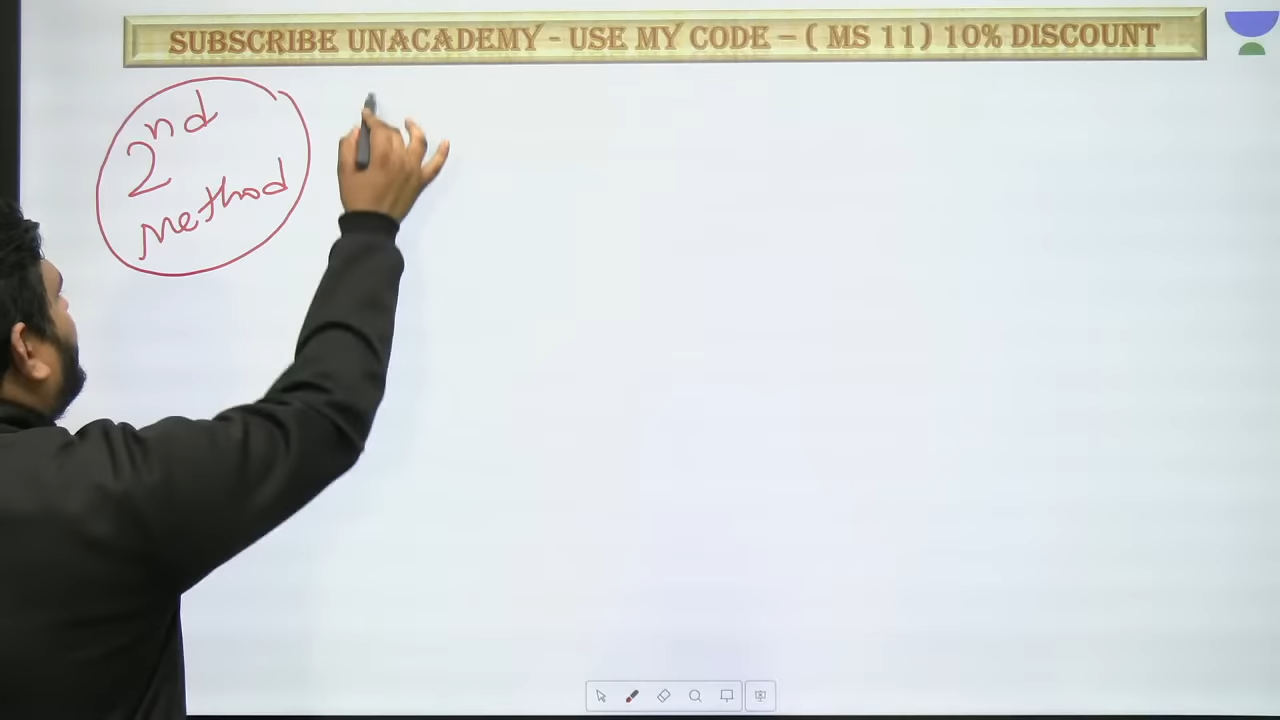 SUBSCRIBE UNACADEMY - USE MY CODE – ( MS 11) 10% DISCOUNT
2nd
method